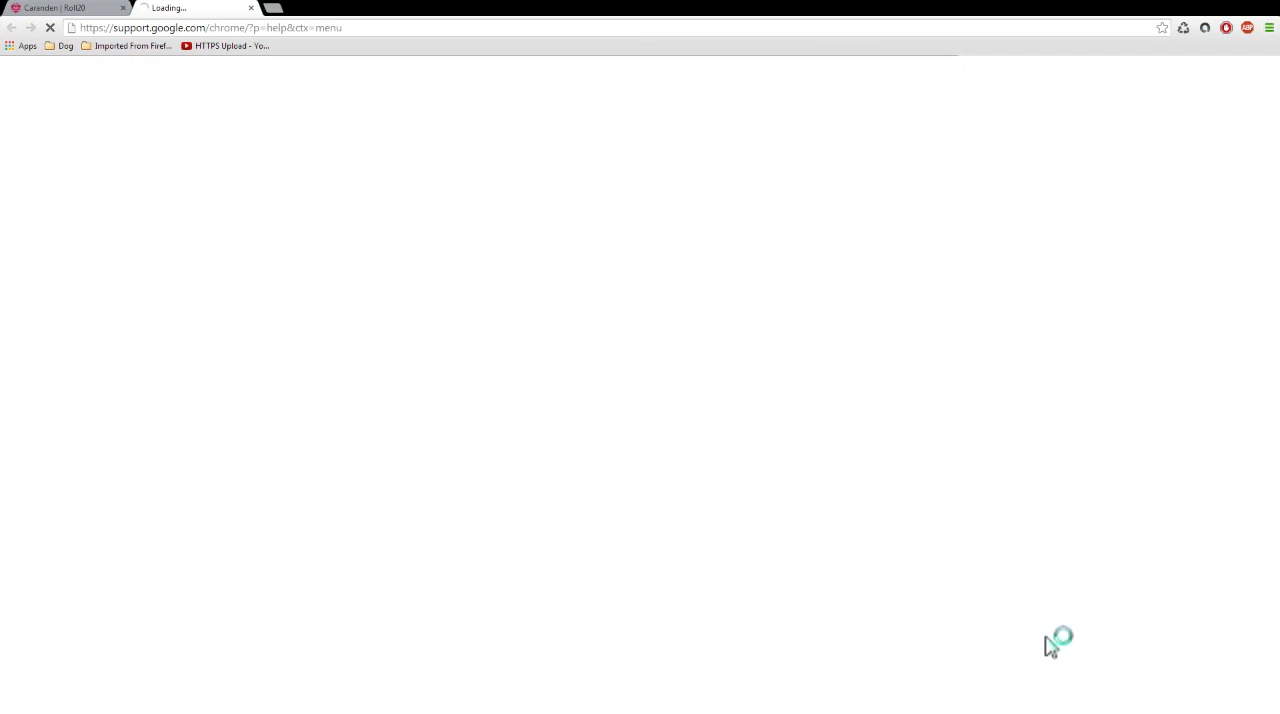 Caranden | Roll20
Loading...
https://support.google.com/chrome/?p=help&ctx=menu
Apps Dog Imported From Firef... HTTPS Upload - Yo...
ABP